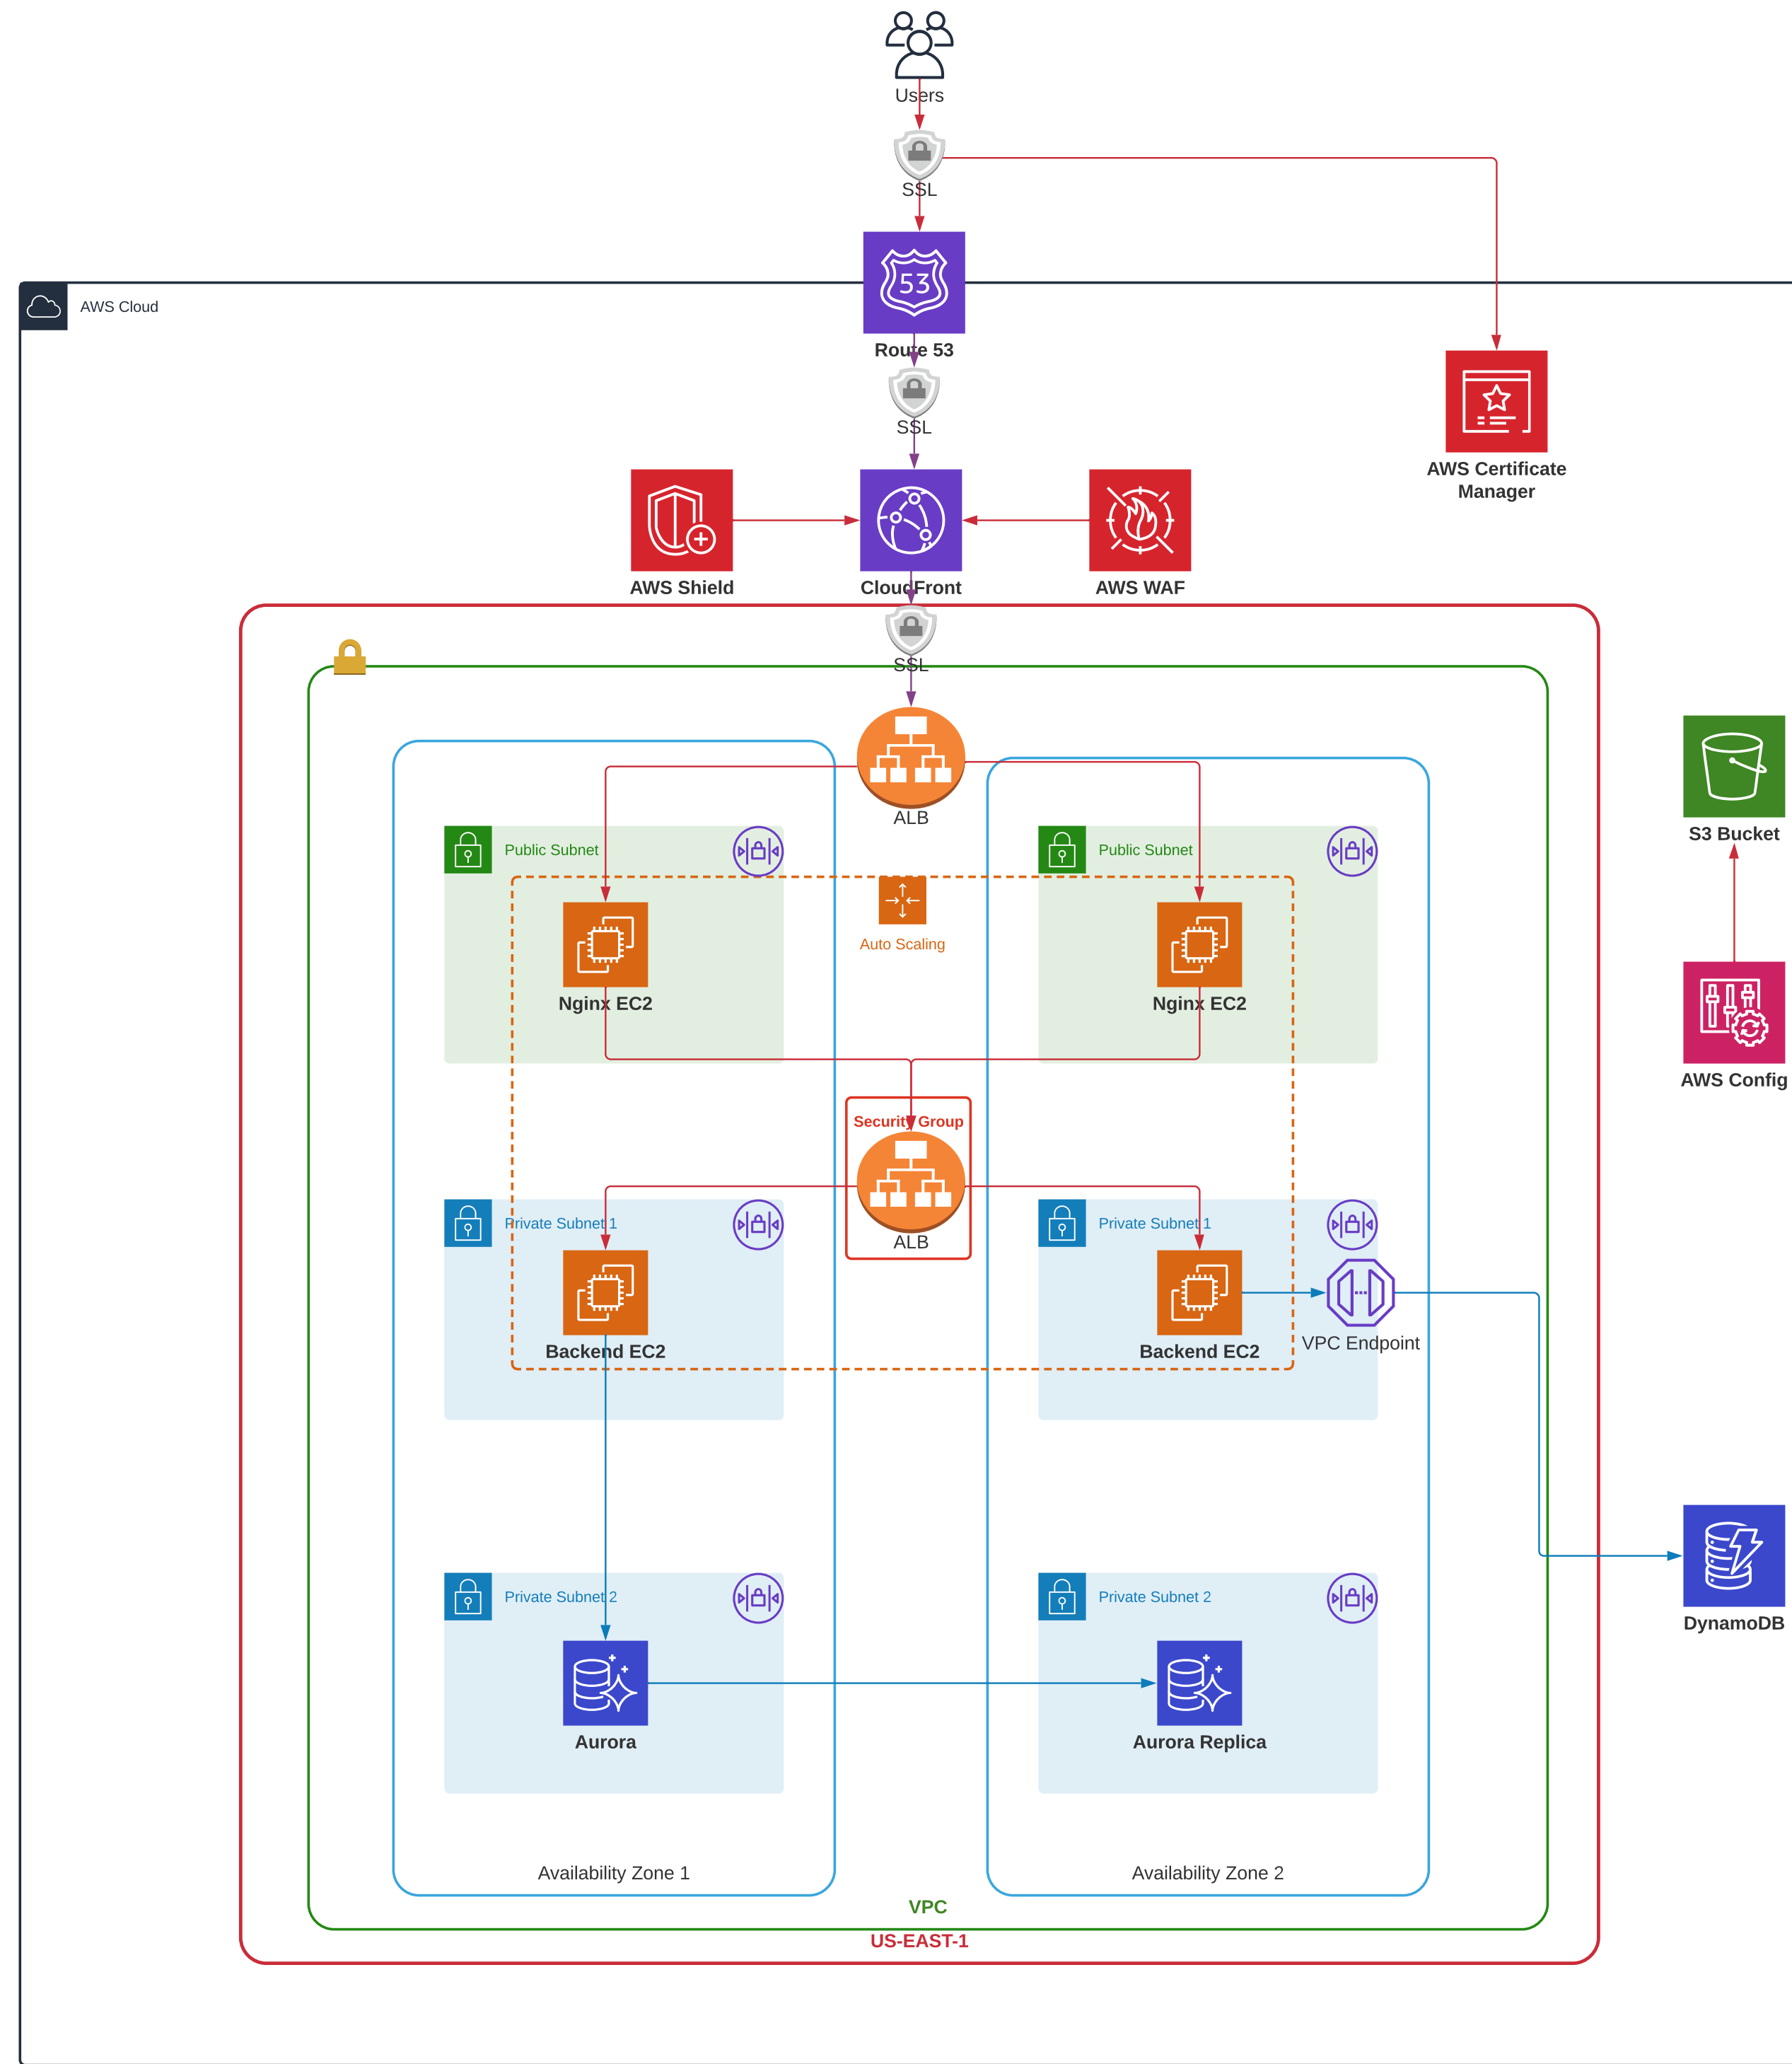 Users
SSL
53
AWS Cloud
Route 53
SSL
AWS Certificate
Manager
AWS Shield
CloudFront
AWS WAF
SSL
ALB
S3 Bucket
Public Subnet
Public Subnet
Auto Scaling
Nginx EC2
Nginx EC2
AWS Config
Security Group
ALB
Private Subnet 1
Private Subnet 1
Backend EC2
Backend EC2
VPC Endpoint
Private Subnet 2
Private Subnet 2
DynamoDB
Aurora
Aurora Replica
Availability Zone 1
Availability Zone 2
VPC
US-EAST-1